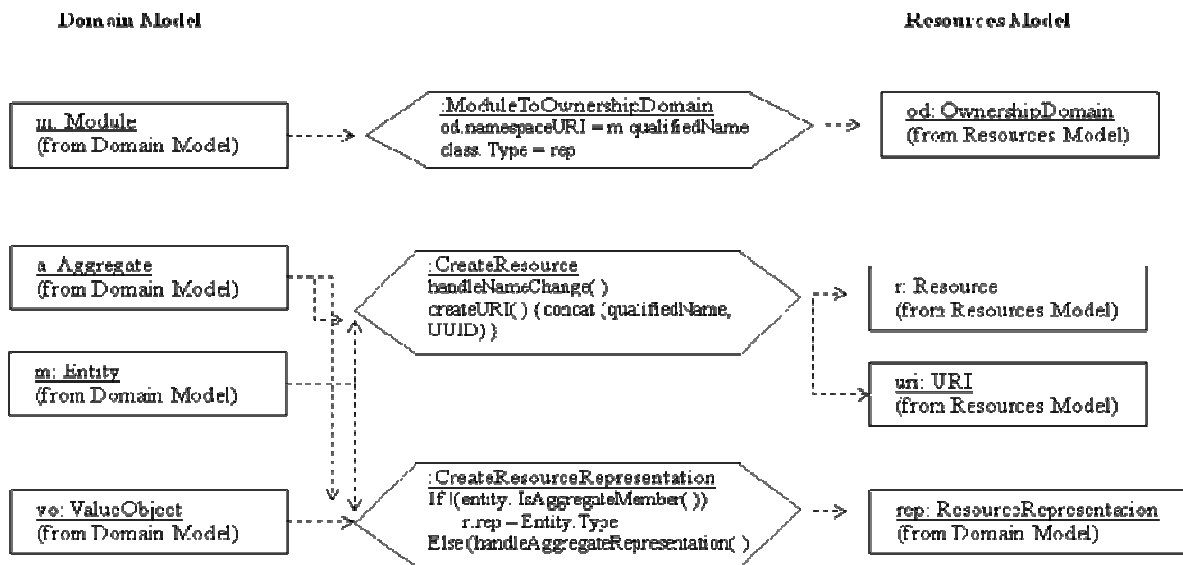 Domain Model
Resources Model
m. Module
(from Domain Model)
:ModuleToOwnershipDomain
od.namespaceURI = m qualifiedName
class. Type = rep
od: OwnershipDomain
(from Resources Model)
a Aggregate
(from Domain Model)
:CreateResource
handleNameChange( )
createURI( ) { concat (qualifiedName,
UUID) }
r: Resource
(from Resources Model)
m: Entity
(from Domain Model)
uri: URI
(from Resources Model)
vo: ValueObject
(from Domain Model)
:CreateResourceRepresentation
If !(entity. IsAggregateMember( ))
r.rep = Entity. Type
Else(handleAggregateRepresentation( )
rep: ResourceRepresentation
(from Domain Model)